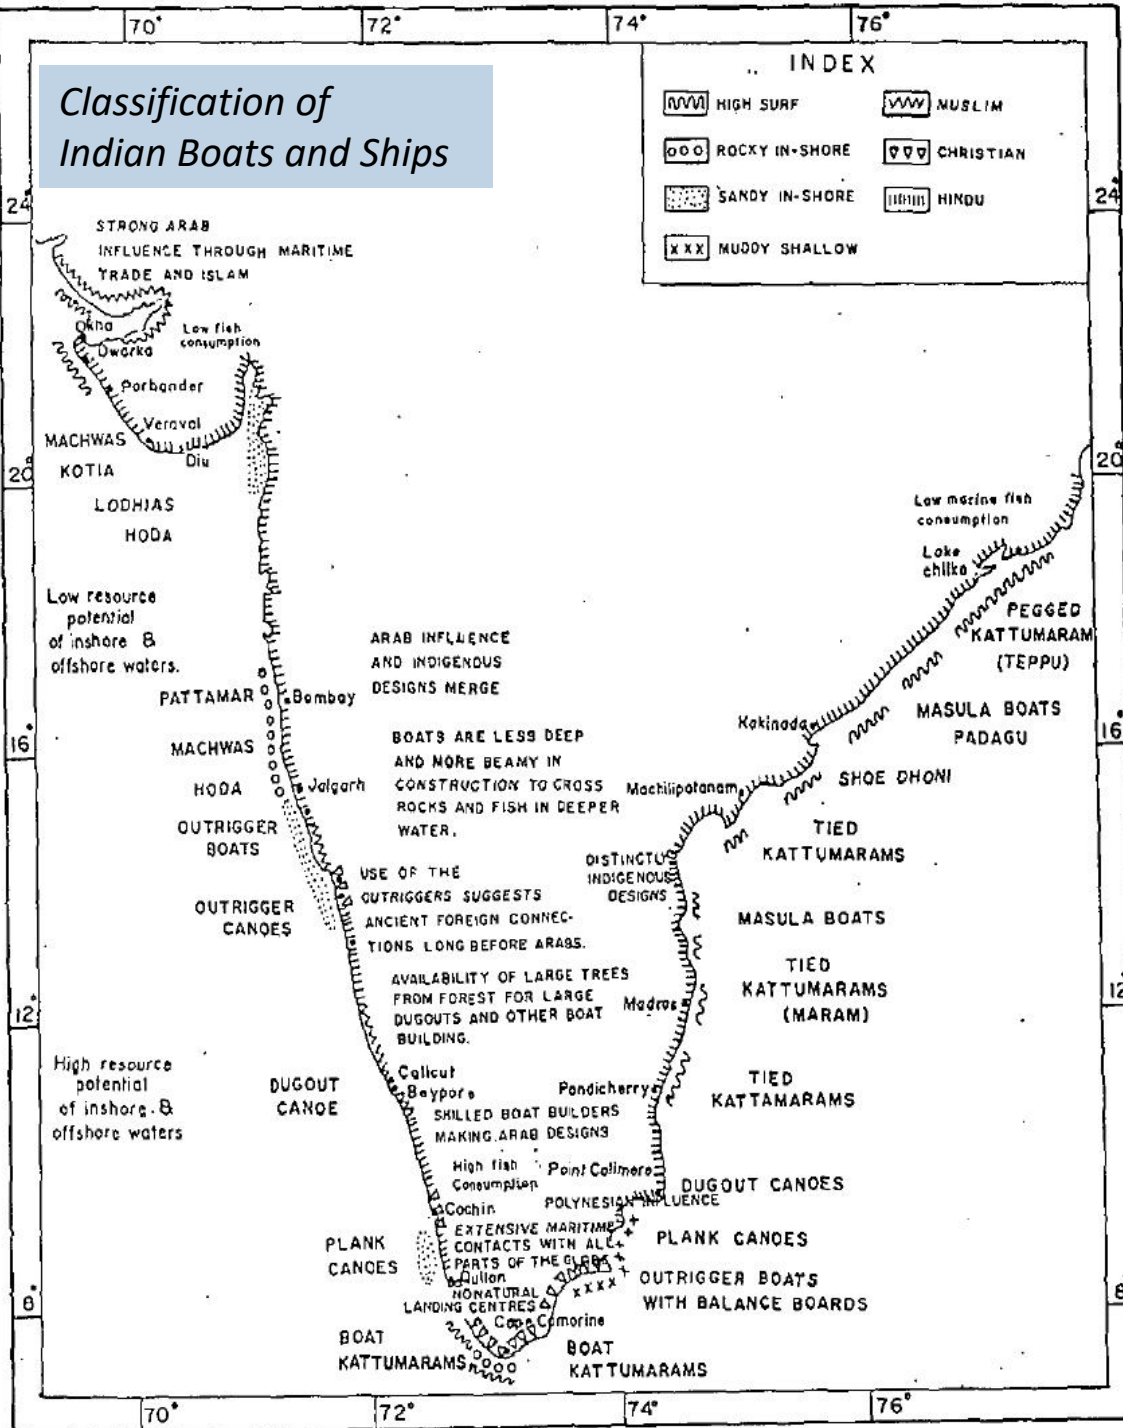 70°
72°
74°
76°
Classification of
Indian Boats and Ships
INDEX
HIGH SURF
MUSLIM
ROCKY IN-SHORE
CHRISTIAN
SANDY IN-SHORE
HINDU
MUDDY SHALLOW
24°
24°
STRONG ARAB
INFLUENCE THROUGH MARITIME
TRADE AND ISLAM
Okha
Dwarka
Low fish
consumption
Porbander
Veraval
Diu
MACHWAS
KOTIA
20°
20°
LODHIAS
HODA
Low marine fish
consumption
Lake
chilka
Low resource
potential
of inshore &
offshore waters.
PEGGED
KATTUMARAM
(TEPPU)
ARAB INFLUENCE
AND INDIGENOUS
DESIGNS MERGE
PATTAMAR
Bombay
MASULA BOATS
PADAGU
Kakinada
16°
16°
MACHWAS
BOATS ARE LESS DEEP
AND MORE BEAMY IN
CONSTRUCTION TO CROSS
ROCKS AND FISH IN DEEPER
WATER.
HODA
Jalgarh
Machilipatanam
SHOE DHONI
OUTRIGGER
BOATS
TIED
KATTUMARAMS
DISTINCTLY
INDIGENOUS
DESIGNS
USE OF THE
OUTRIGGERS SUGGESTS
ANCIENT FOREIGN CONNEC-
TIONS LONG BEFORE ARABS.
OUTRIGGER
CANOES
MASULA BOATS
AVAILABILITY OF LARGE TREES
FROM FOREST FOR LARGE
DUGOUTS AND OTHER BOAT
BUILDING.
TIED
KATTUMARAMS
(MARAM)
Madras
12°
12
High resource
potential
of inshore. &
offshore waters
DUGOUT
CANOE
Calicut
Baypore
SKILLED BOAT BUILDERS
MAKING ARAB DESIGNS
Pondicherry
TIED
KATTAMARAMS
High fish
Consumption
Point Calimere
DUGOUT CANOES
POLYNESIAN INFLUENCE
Cochin
EXTENSIVE MARITIME
CONTACTS WITH ALL
PARTS OF THE GLOBE
PLANK
CANOES
PLANK CANOES
Quilon
NONATURAL
LANDING CENTRES
OUTRIGGER BOATS
WITH BALANCE BOARDS
8°
8
Cape Comorine
BOAT
KATTUMARAMS
BOAT
KATTUMARAMS
70°
72°
74°
76°